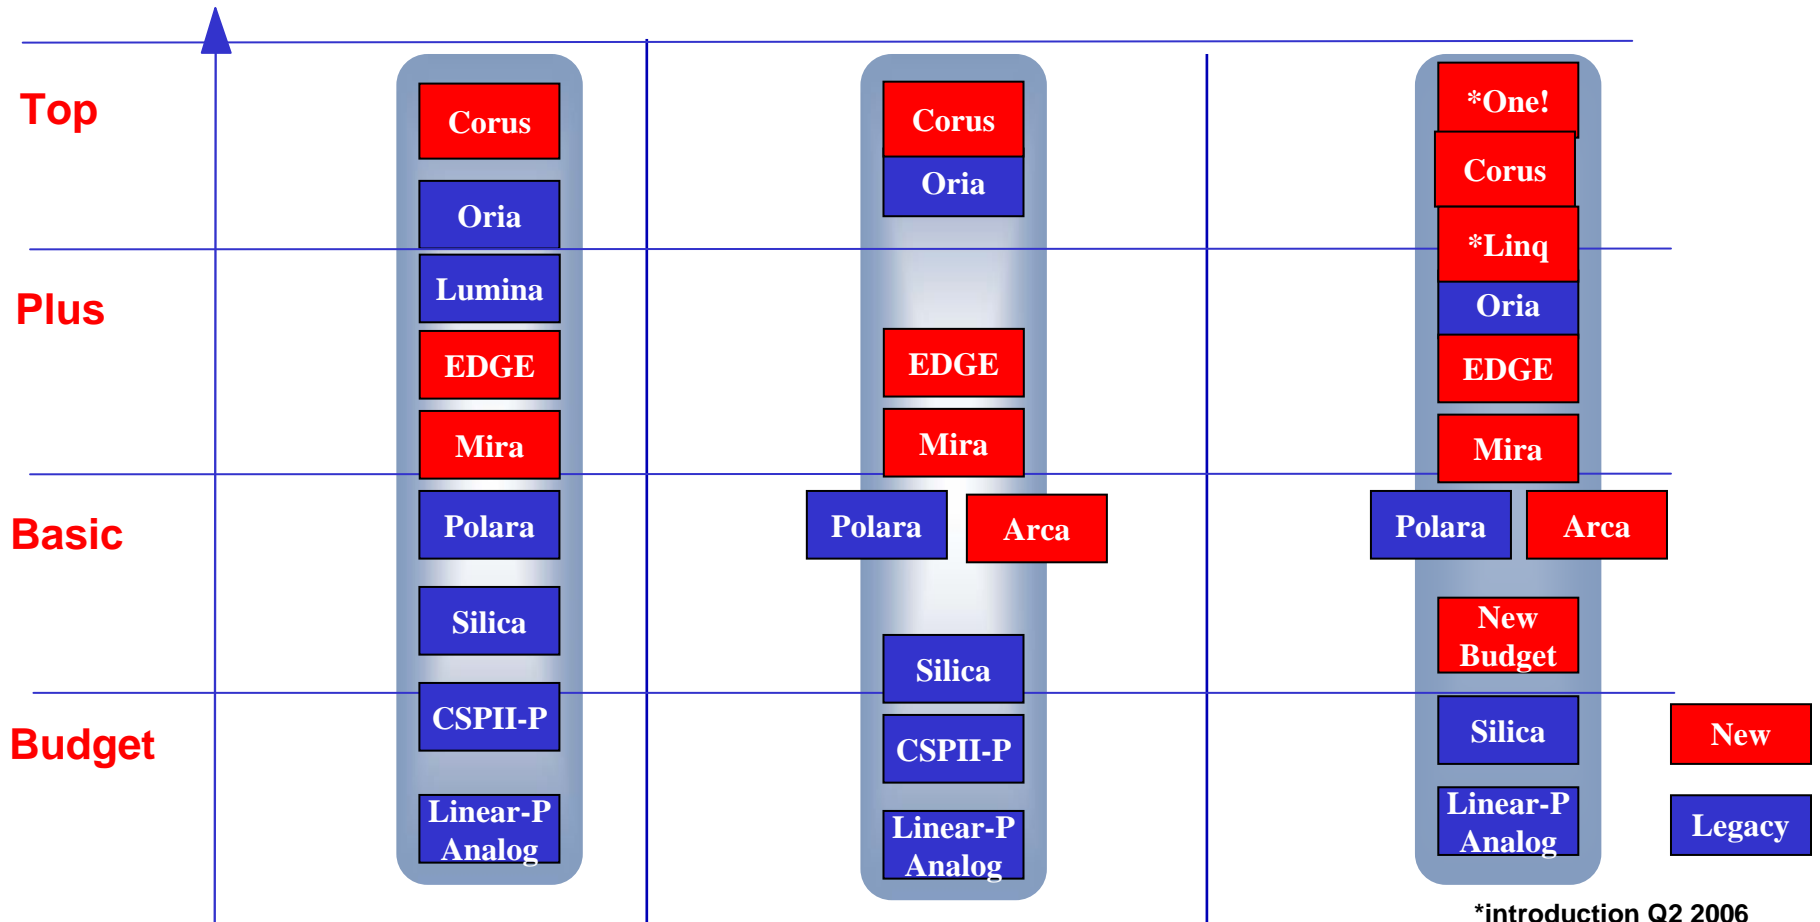 Top
Plus
Basic
Budget
Corus
Oria
Lumina
EDGE
Mira
Polara
Silica
CSPII-P
Linear-P
Analog
Corus
Oria
EDGE
Mira
Polara
Arca
Silica
CSPII-P
Linear-P
Analog
*One!
Corus
*Linq
Oria
EDGE
Mira
Polara
Arca
New
Budget
Silica
Linear-P
Analog
New
Legacy
*introduction Q2 2006